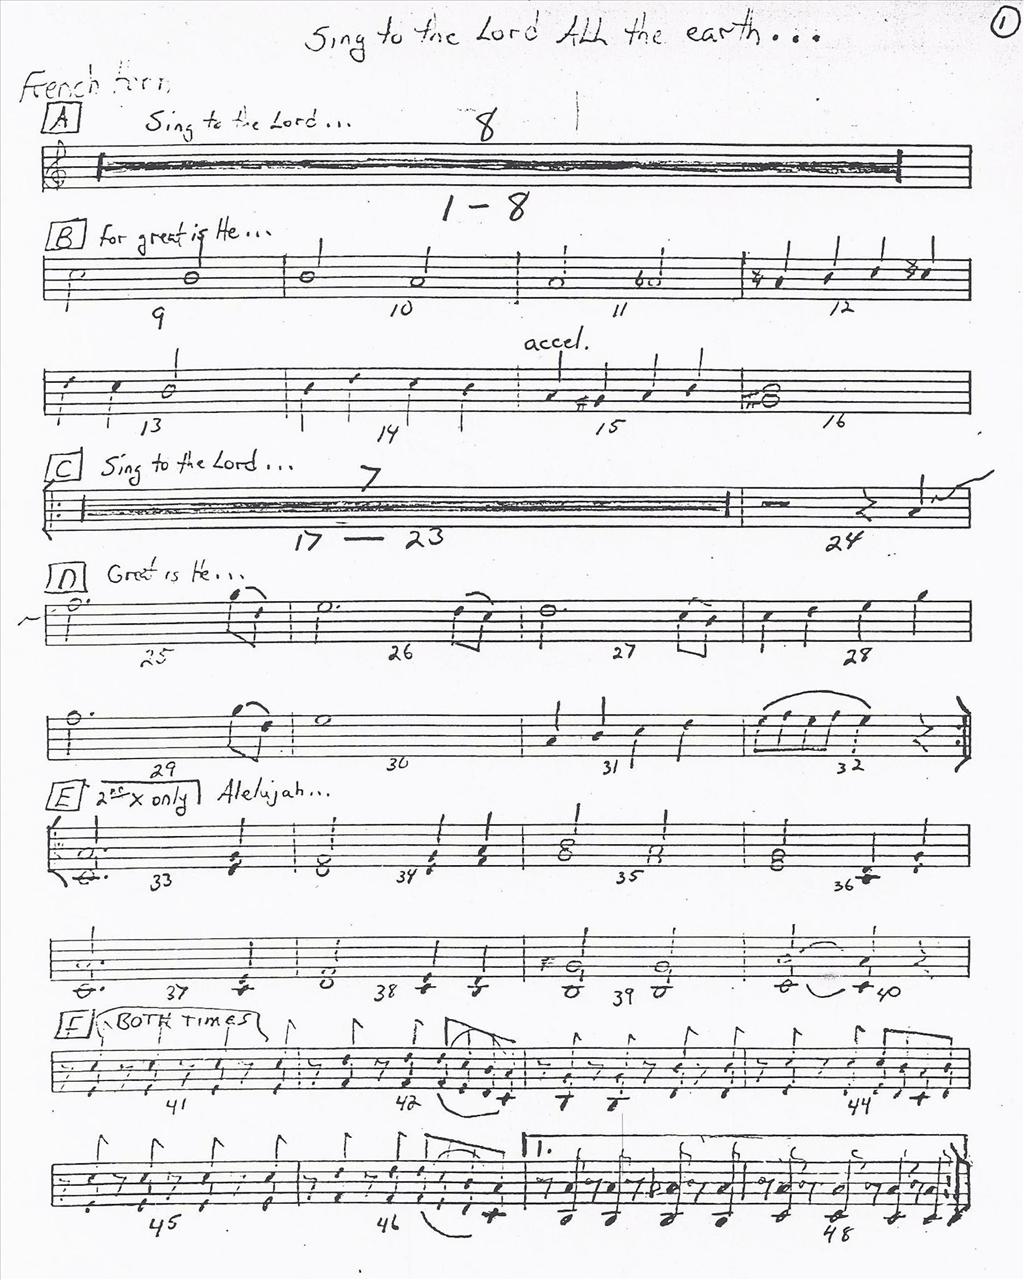 1
Sing to the Lord All the earth...
French Horn
A Sing to the Lord... 8
1 - 8
B For great is He...
9 10 11 12
accel.
13 14 15 16
C Sing to the Lord... 7
17 — 23 24
D Great is He...
25 26 27 28
29 30 31 32
E 2nd X only Alelujah...
33 34 35 36
37 38 39 40
F BOTH TIMES
41 42 44
1.
45 46 48